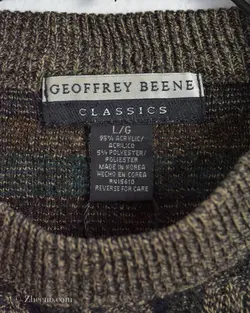 GEOFFREY BEENE
CLASSICS
L/G
95% ACRYLIC/
ACRILICO
5% POLYESTER/
POLIESTER
MADE IN KOREA
HECHO EN COREA
RN15610
REVERSE FOR CARE
© Zheeno.com